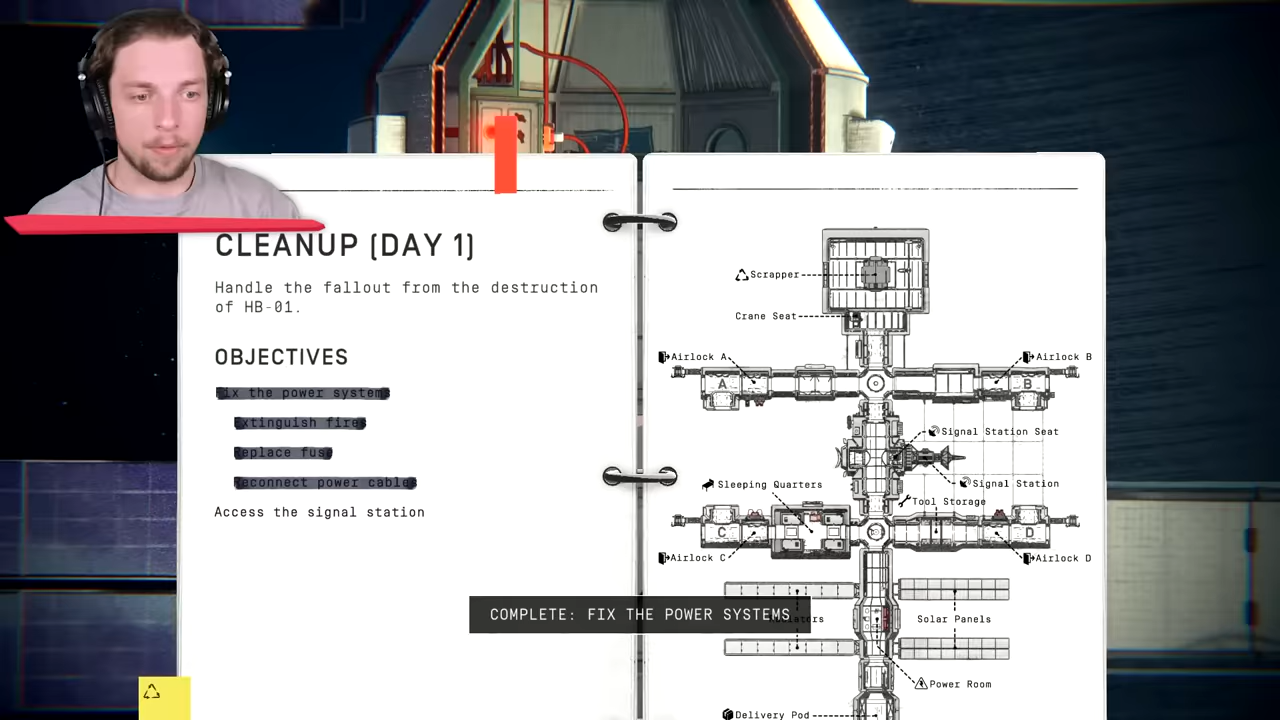 CLEANUP (DAY 1)
Handle the fallout from the destruction
of HB-01.
OBJECTIVES
Fix the power systems
Extinguish fires
Replace fuse
Reconnect power cables
Access the signal station
COMPLETE: FIX THE POWER SYSTEMS
Scrapper
Crane Seat
Airlock A
Airlock B
A
B
Signal Station Seat
Sleeping Quarters
Signal Station
Tool Storage
C
D
Airlock C
Airlock D
Solar Panels
Power Room
Delivery Pod